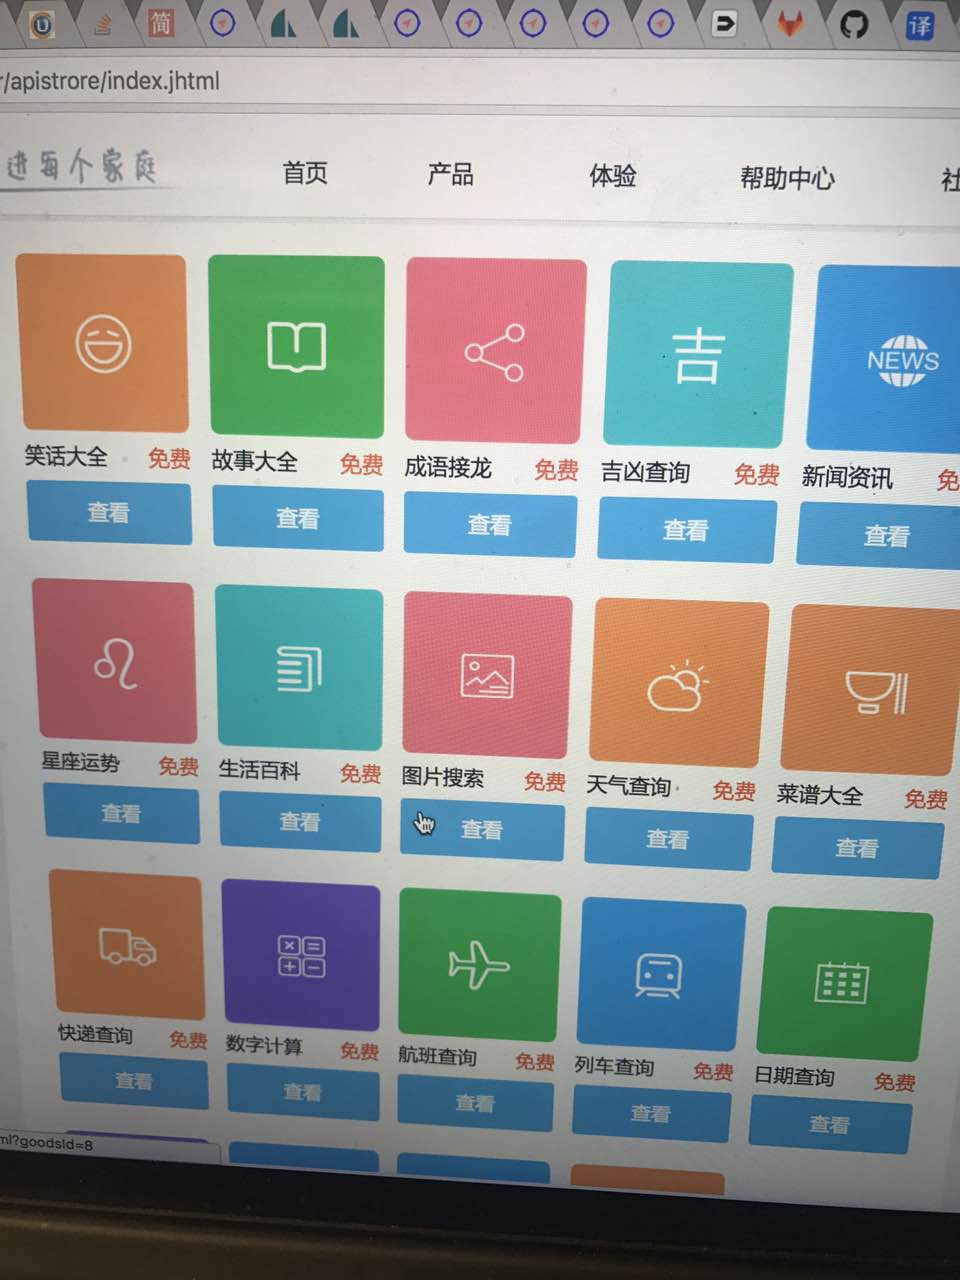 简
译
r/apistrore/index.jhtml
进每个家庭
首页 产品 体验 帮助中心 社
吉 NEWS
笑话大全 免费 故事大全 免费 成语接龙 免费 吉凶查询 免费 新闻资讯 免
查看 查看 查看 查看 查看
星座运势 免费 生活百科 免费 图片搜索 免费 天气查询 免费 菜谱大全 免费
查看 查看 查看 查看 查看
快递查询 免费 数字计算 免费 航班查询 免费 列车查询 免费 日期查询 免费
查看 查看 查看 查看 查看
ml?goodsId=8